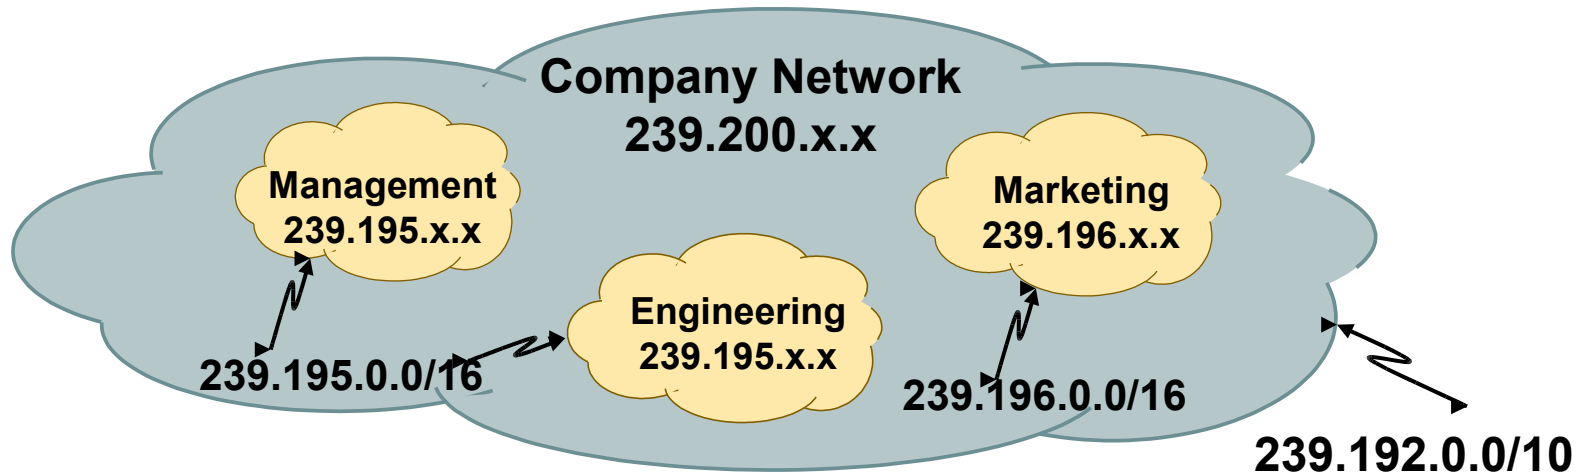 Company Network
239.200.x.x
Management
239.195.x.x
Marketing
239.196.x.x
Engineering
239.195.x.x
239.195.0.0/16
239.196.0.0/16
239.192.0.0/10